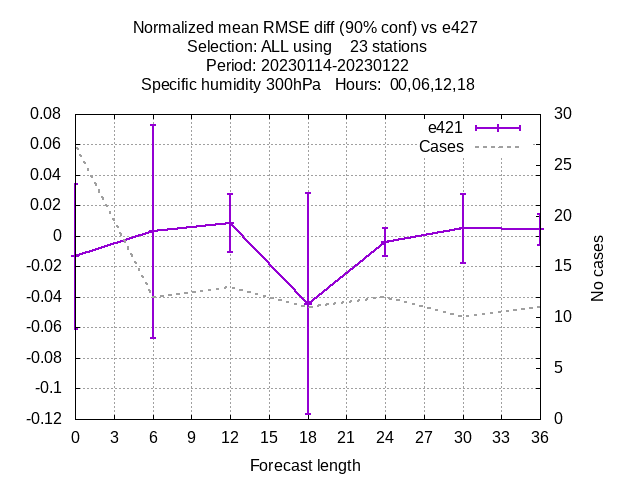 Normalized mean RMSE diff (90% conf) vs e427
Selection: ALL using    23 stations
Period: 20230114-20230122
Specific humidity 300hPa   Hours:  00,06,12,18
0.08
0.06
0.04
0.02
0
-0.02
-0.04
-0.06
-0.08
-0.1
-0.12
e421
Cases
30
25
20
15
10
5
0
No cases
0 3 6 9 12 15 18 21 24 27 30 33 36
Forecast length